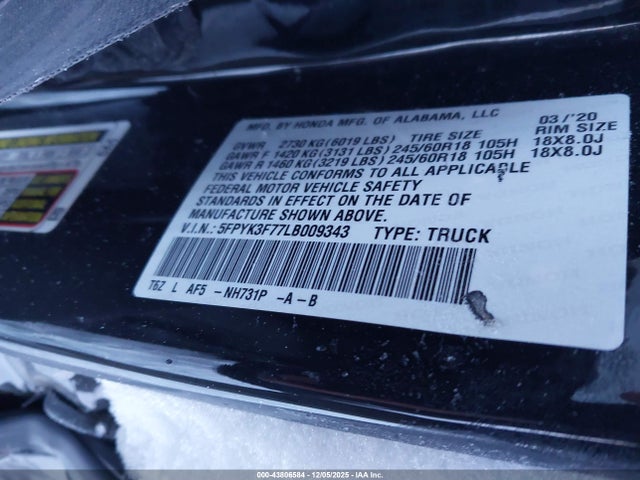 MFD. BY HONDA MFG. OF ALABAMA, LLC
03/'20
GVWR 2730 KG(6019 LBS) TIRE SIZE RIM SIZE
GAWR F 1420 KG(3131 LBS) 245/60R18 105H 18X8.0J
GAWR R 1460 KG(3219 LBS) 245/60R18 105H 18X8.0J
THIS VEHICLE CONFORMS TO ALL APPLICABLE
FEDERAL MOTOR VEHICLE SAFETY
STANDARDS IN EFFECT ON THE DATE OF
MANUFACTURE SHOWN ABOVE.
V.I.N.: 5FPYK3F77LB009343 TYPE: TRUCK
T6Z L AF5 -NH731P -A-B
000-43806584 - 12/05/2025 - IAA Inc.